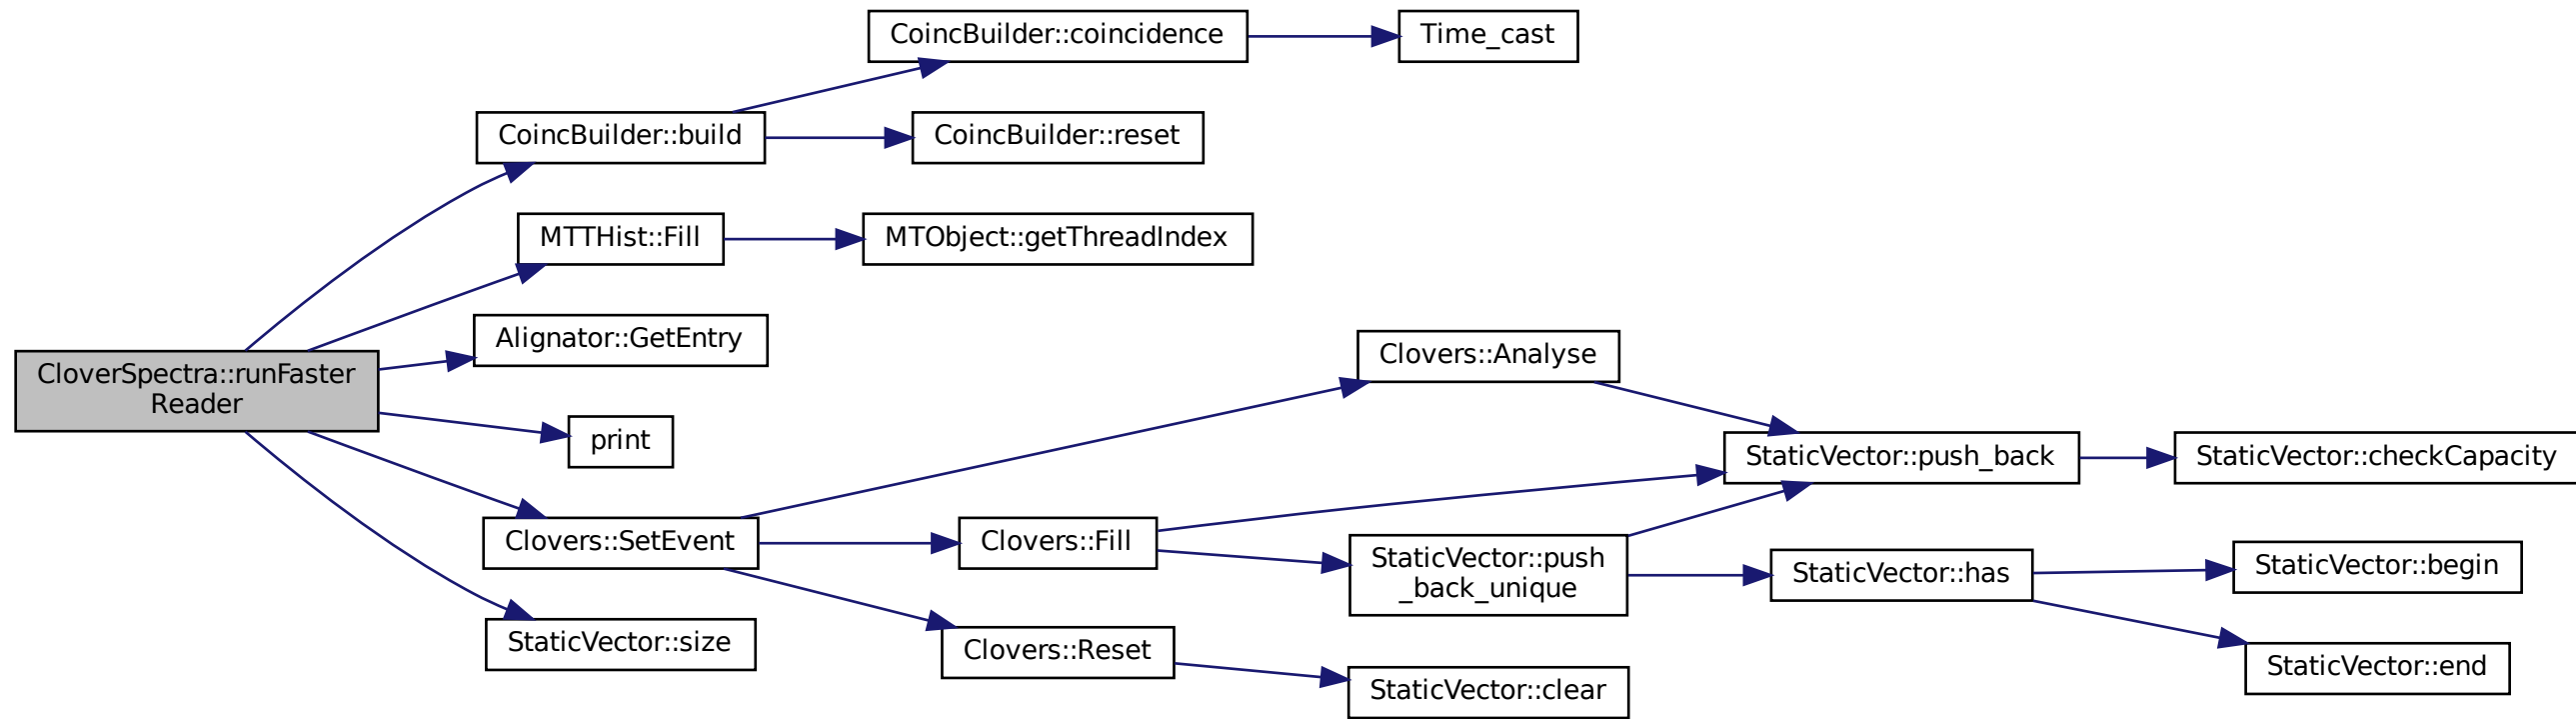 CloverSpectra::runFaster
Reader
CoincBuilder::build
CoincBuilder::coincidence
Time_cast
CoincBuilder::reset
MTTHist::Fill
MTObject::getThreadIndex
Alignator::GetEntry
print
Clovers::SetEvent
Clovers::Analyse
StaticVector::push_back
StaticVector::checkCapacity
Clovers::Fill
StaticVector::push
_back_unique
StaticVector::has
StaticVector::begin
StaticVector::end
Clovers::Reset
StaticVector::clear
StaticVector::size